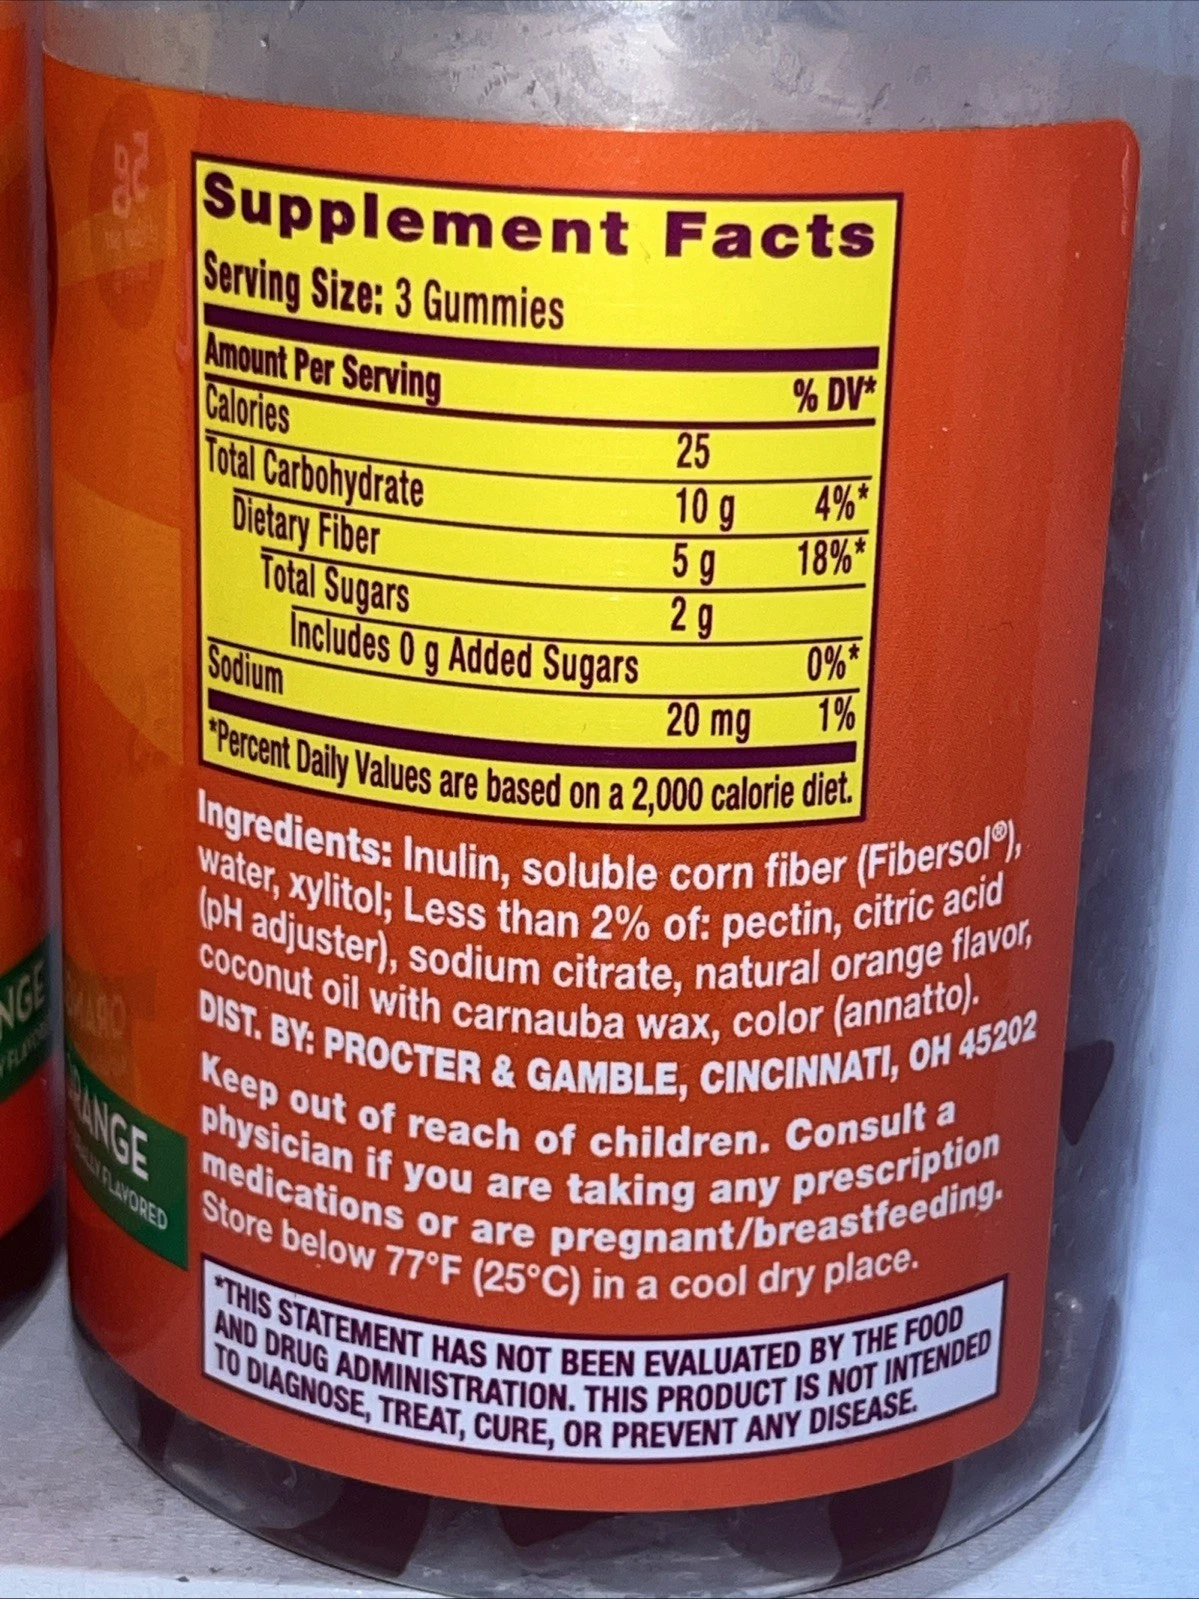 Supplement Facts
Serving Size: 3 Gummies
Amount Per Serving % DV*
Calories 25
Total Carbohydrate 10 g 4%*
Dietary Fiber 5 g 18%*
Total Sugars 2 g
Includes 0 g Added Sugars 0%*
Sodium 20 mg 1%
*Percent Daily Values are based on a 2,000 calorie diet.
Ingredients: Inulin, soluble corn fiber (Fibersol®),
water, xylitol; Less than 2% of: pectin, citric acid
(pH adjuster), sodium citrate, natural orange flavor,
coconut oil with carnauba wax, color (annatto).
DIST. BY: PROCTER & GAMBLE, CINCINNATI, OH 45202
Keep out of reach of children. Consult a
physician if you are taking any prescription
medications or are pregnant/breastfeeding.
Store below 77°F (25°C) in a cool dry place.
*THIS STATEMENT HAS NOT BEEN EVALUATED BY THE FOOD
AND DRUG ADMINISTRATION. THIS PRODUCT IS NOT INTENDED
TO DIAGNOSE, TREAT, CURE, OR PREVENT ANY DISEASE.
NGE
RANGE
FLAVORED